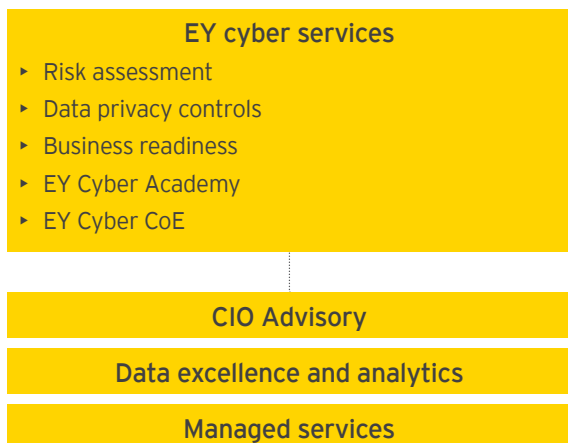 EY cyber services
▸ Risk assessment
▸ Data privacy controls
▸ Business readiness
▸ EY Cyber Academy
▸ EY Cyber CoE
CIO Advisory
Data excellence and analytics
Managed services